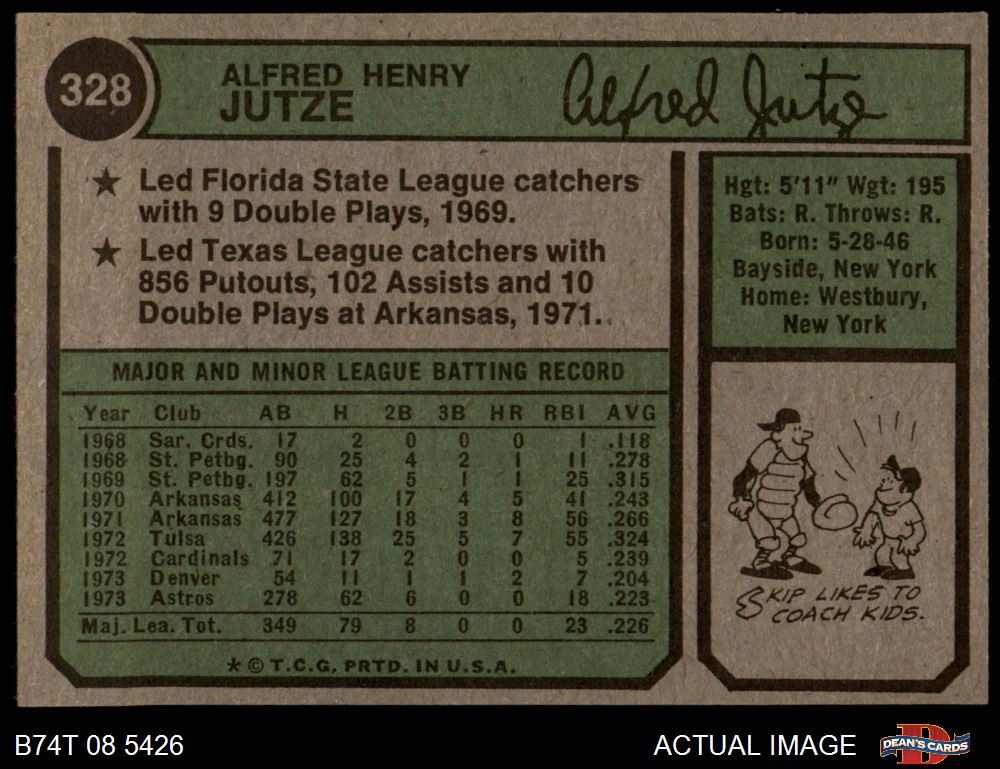 328
ALFRED HENRY
JUTZE
Alfred Jutze
★ Led Florida State League catchers
with 9 Double Plays, 1969.
★ Led Texas League catchers with
856 Putouts, 102 Assists and 10
Double Plays at Arkansas, 1971.
Hgt: 5'11" Wgt: 195
Bats: R. Throws: R.
Born: 5-28-46
Bayside, New York
Home: Westbury,
New York
MAJOR AND MINOR LEAGUE BATTING RECORD
Year Club AB H 2B 3B HR RBI AVG
1968 Sar. Crds. 17 2 0 0 0 1 .118
1968 St. Petbg. 90 25 4 2 1 11 .278
1969 St. Petbg. 197 62 5 1 1 25 .315
1970 Arkansas 412 100 17 4 5 41 .243
1971 Arkansas 477 127 18 3 8 56 .266
1972 Tulsa 426 138 25 5 7 55 .324
1972 Cardinals 71 17 2 0 0 5 .239
1973 Denver 54 11 1 1 2 7 .204
1973 Astros 278 62 6 0 0 18 .223
Maj. Lea. Tot. 349 79 8 0 0 23 .226
* © T.C.G. PRTD. IN U.S.A.
SKIP LIKES TO
COACH KIDS.
B74T 08 5426
ACTUAL IMAGE
DEAN'S CARDS